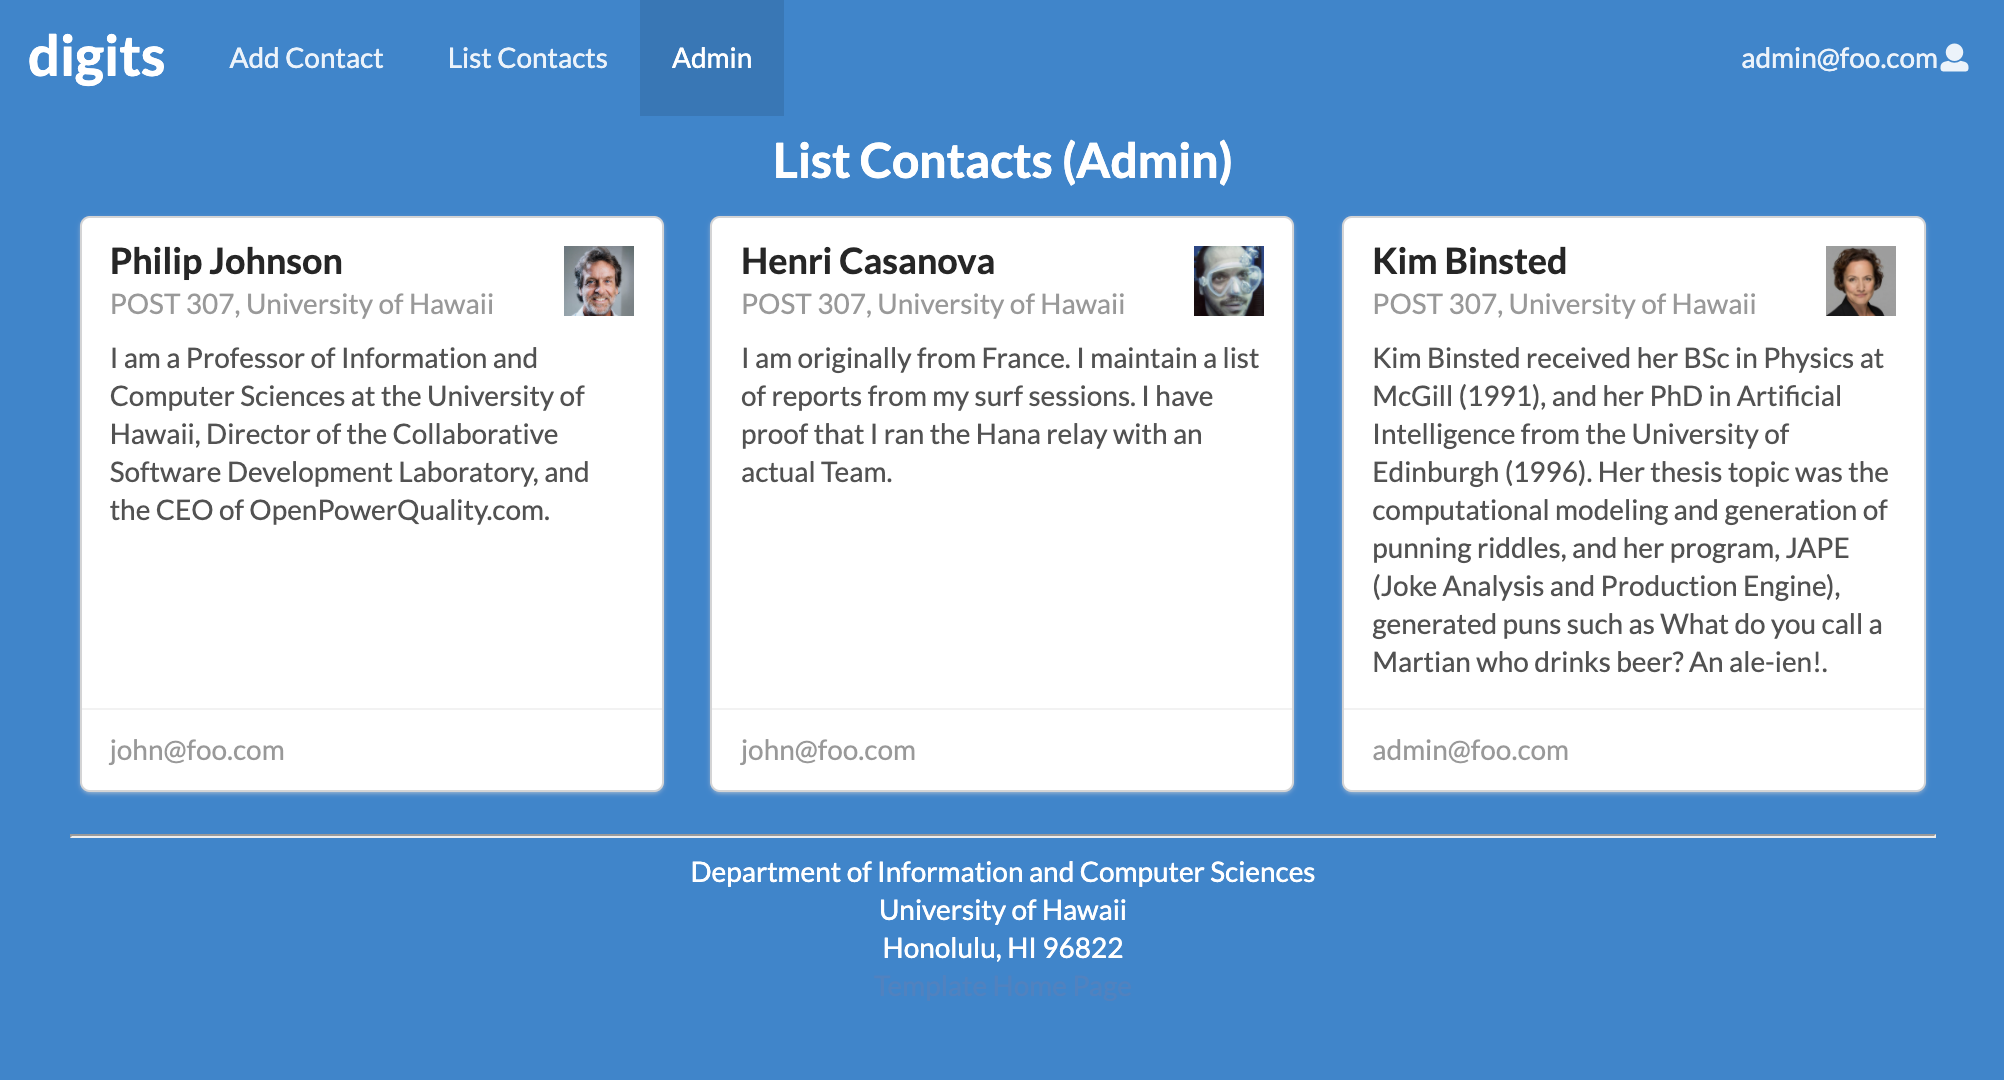 digits
Add Contact
List Contacts
Admin
admin@foo.com
List Contacts (Admin)
Philip Johnson
POST 307, University of Hawaii
I am a Professor of Information and
Computer Sciences at the University of
Hawaii, Director of the Collaborative
Software Development Laboratory, and
the CEO of OpenPowerQuality.com.
john@foo.com
Henri Casanova
POST 307, University of Hawaii
I am originally from France. I maintain a list
of reports from my surf sessions. I have
proof that I ran the Hana relay with an
actual Team.
john@foo.com
Kim Binsted
POST 307, University of Hawaii
Kim Binsted received her BSc in Physics at
McGill (1991), and her PhD in Artificial
Intelligence from the University of
Edinburgh (1996). Her thesis topic was the
computational modeling and generation of
punning riddles, and her program, JAPE
(Joke Analysis and Production Engine),
generated puns such as What do you call a
Martian who drinks beer? An ale-ien!.
admin@foo.com
Department of Information and Computer Sciences
University of Hawaii
Honolulu, HI 96822
Template Home Page